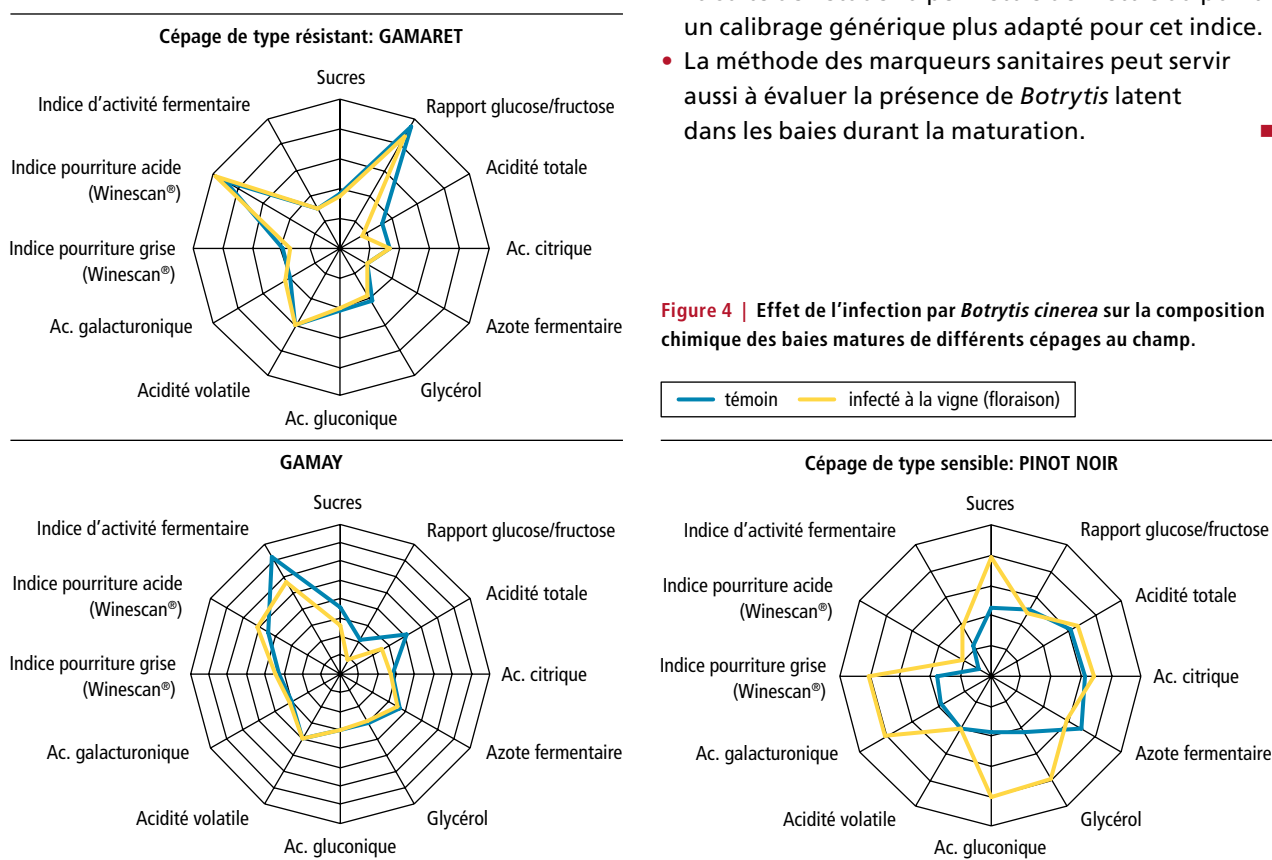 un calibrage générique plus adapté pour cet indice.
• La méthode des marqueurs sanitaires peut servir
aussi à évaluer la présence de Botrytis latent
dans les baies durant la maturation.
Cépage de type résistant: GAMARET
Sucres
Rapport glucose/fructose
Acidité totale
Ac. citrique
Azote fermentaire
Glycérol
Ac. gluconique
Acidité volatile
Ac. galacturonique
Indice pourriture grise
(Winescan®)
Indice pourriture acide
(Winescan®)
Indice d’activité fermentaire
Figure 4 | Effet de l’infection par Botrytis cinerea sur la composition
chimique des baies matures de différents cépages au champ.
témoin
infecté à la vigne (floraison)
GAMAY
Sucres
Rapport glucose/fructose
Acidité totale
Ac. citrique
Azote fermentaire
Glycérol
Ac. gluconique
Acidité volatile
Ac. galacturonique
Indice pourriture grise
(Winescan®)
Indice pourriture acide
(Winescan®)
Indice d’activité fermentaire
Cépage de type sensible: PINOT NOIR
Sucres
Rapport glucose/fructose
Acidité totale
Ac. citrique
Azote fermentaire
Glycérol
Ac. gluconique
Acidité volatile
Ac. galacturonique
Indice pourriture grise
(Winescan®)
Indice pourriture acide
(Winescan®)
Indice d’activité fermentaire